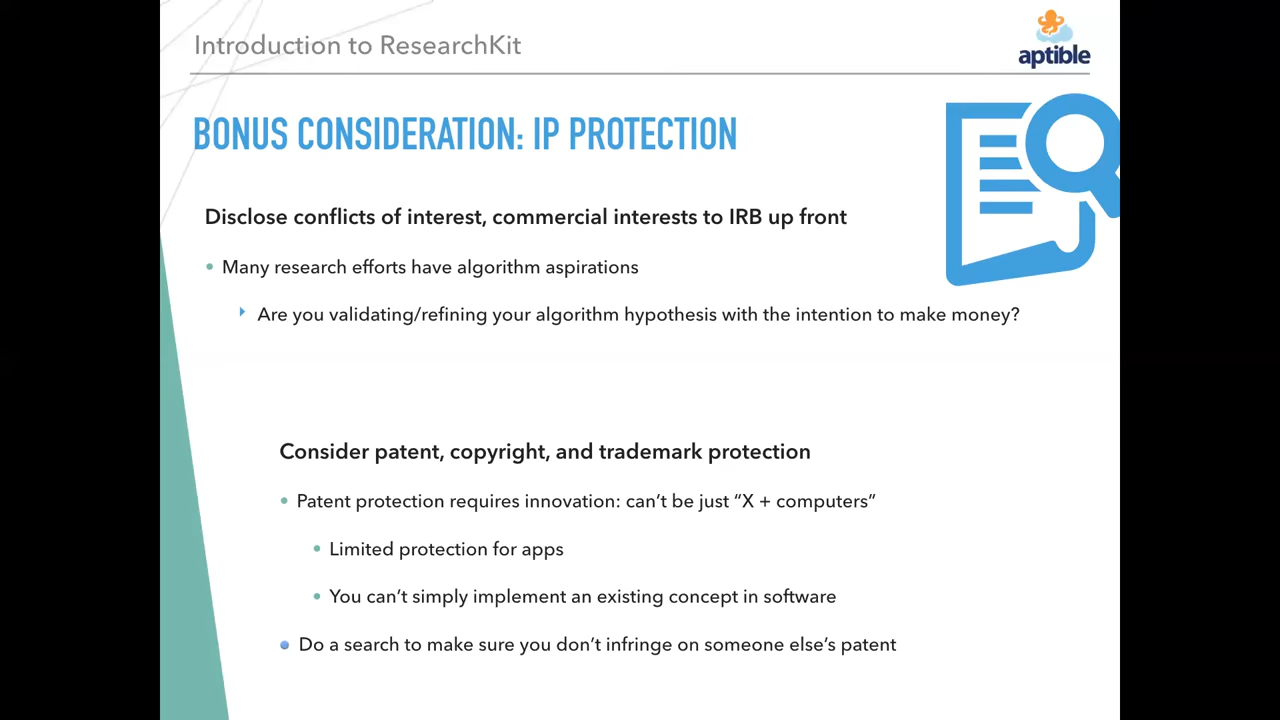 Introduction to ResearchKit
aptible
BONUS CONSIDERATION: IP PROTECTION
Disclose conflicts of interest, commercial interests to IRB up front
Many research efforts have algorithm aspirations
Are you validating/refining your algorithm hypothesis with the intention to make money?
Consider patent, copyright, and trademark protection
Patent protection requires innovation: can’t be just “X + computers”
Limited protection for apps
You can’t simply implement an existing concept in software
Do a search to make sure you don’t infringe on someone else’s patent